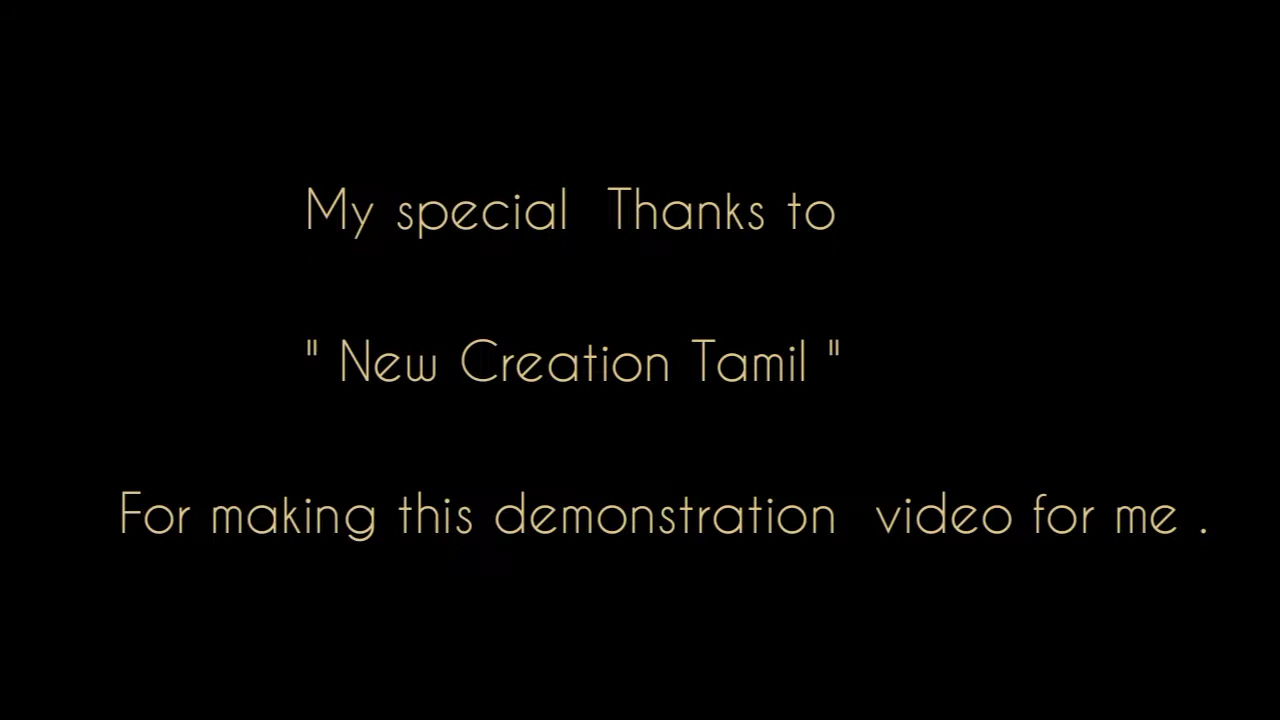 My special  Thanks to
" New Creation Tamil "
For making this demonstration  video for me .